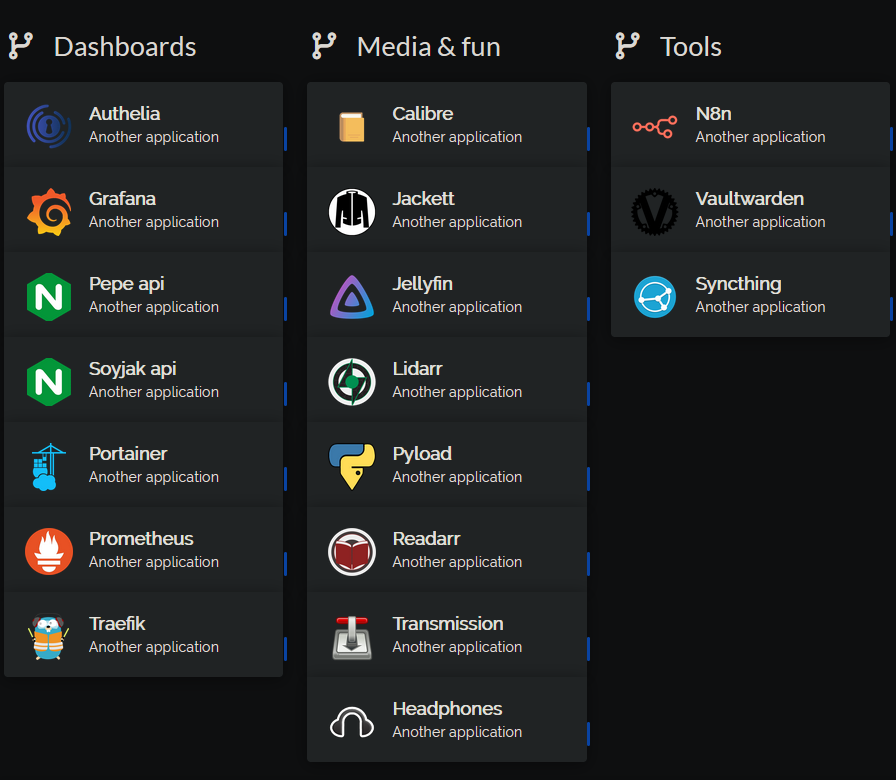 Dashboards
Authelia
Another application
Grafana
Another application
Pepe api
Another application
Soyjak api
Another application
Portainer
Another application
Prometheus
Another application
Traefik
Another application
Media & fun
Calibre
Another application
Jackett
Another application
Jellyfin
Another application
Lidarr
Another application
Pyload
Another application
Readarr
Another application
Transmission
Another application
Headphones
Another application
Tools
N8n
Another application
Vaultwarden
Another application
Syncthing
Another application